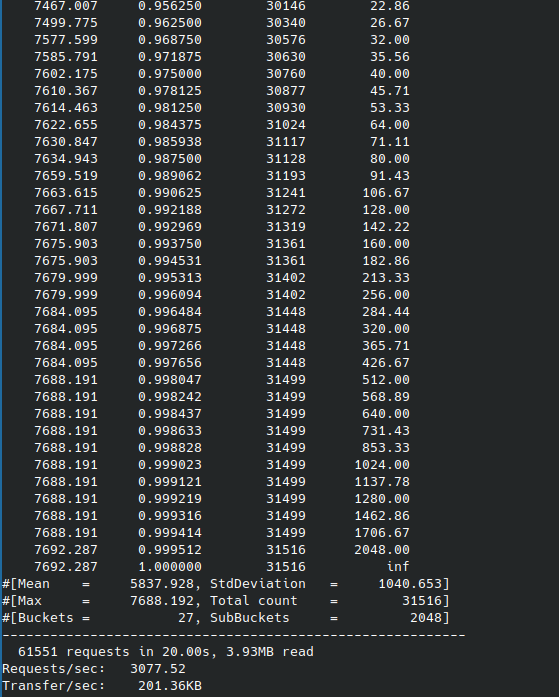 7467.007 0.956250 30146 22.86
7499.775 0.962500 30340 26.67
7577.599 0.968750 30576 32.00
7585.791 0.971875 30630 35.56
7602.175 0.975000 30760 40.00
7610.367 0.978125 30877 45.71
7614.463 0.981250 30930 53.33
7622.655 0.984375 31024 64.00
7630.847 0.985938 31117 71.11
7634.943 0.987500 31128 80.00
7659.519 0.989062 31193 91.43
7663.615 0.990625 31241 106.67
7667.711 0.992188 31272 128.00
7671.807 0.992969 31319 142.22
7675.903 0.993750 31361 160.00
7675.903 0.994531 31361 182.86
7679.999 0.995313 31402 213.33
7679.999 0.996094 31402 256.00
7684.095 0.996484 31448 284.44
7684.095 0.996875 31448 320.00
7684.095 0.997266 31448 365.71
7684.095 0.997656 31448 426.67
7688.191 0.998047 31499 512.00
7688.191 0.998242 31499 568.89
7688.191 0.998437 31499 640.00
7688.191 0.998633 31499 731.43
7688.191 0.998828 31499 853.33
7688.191 0.999023 31499 1024.00
7688.191 0.999121 31499 1137.78
7688.191 0.999219 31499 1280.00
7688.191 0.999316 31499 1462.86
7688.191 0.999414 31499 1706.67
7692.287 0.999512 31516 2048.00
7692.287 1.000000 31516 inf
#[Mean    =     5837.928, StdDeviation   =     1040.653]
#[Max     =     7688.192, Total count    =        31516]
#[Buckets =           27, SubBuckets     =         2048]
----------------------------------------------------------
61551 requests in 20.00s, 3.93MB read
Requests/sec:   3077.52
Transfer/sec:    201.36KB